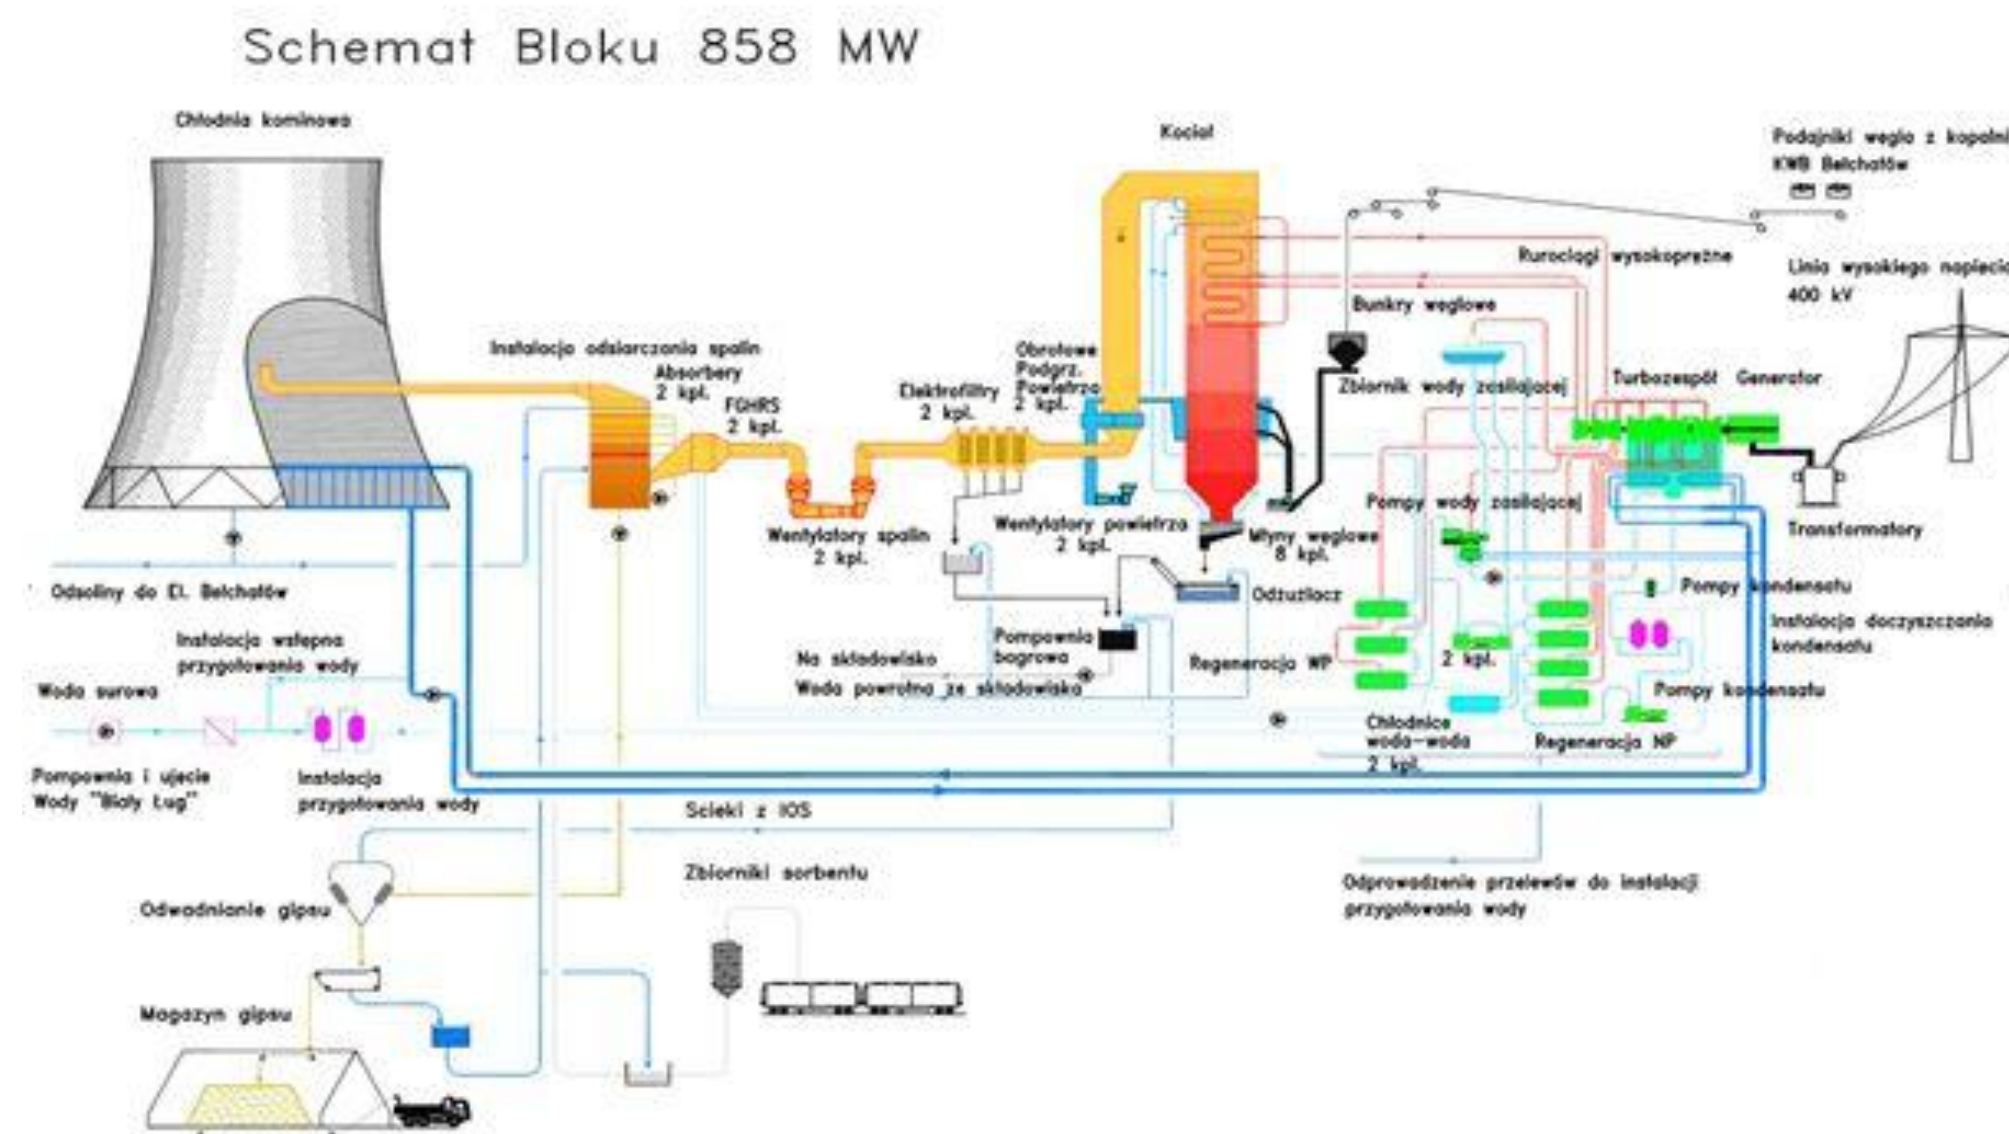 Schemat Bloku 858 MW
Chłodnia kominowa
Kocioł
Podajniki węgla z kopalni
KWB Bełchatów
Rurociągi wysokoprężne
Linia wysokiego napięcia
400 kV
Bunkry węglowe
Instalacja odsiarczania spalin
Absorbery
2 kpl.
FGHRS
2 kpl.
Elektrofiltry
2 kpl.
Obrotowe
Podgrz.
Powietrza
2 kpl.
Zbiornik wody zasilającej
Turbozespół Generator
Pompy wody zasilającej
Wentylatory spalin
2 kpl.
Wentylatory powietrza
2 kpl.
Młyny węglowe
8 kpl.
Transformatory
Odsoliny do El. Bełchatów
Odżużlacz
Pompy kondensatu
Instalacja doczyszczania
kondensatu
Instalacja wstępna
przygotowania wody
Pompownia
bagrowa
Na składowisko
Woda powrotna ze składowiska
Regeneracja WP
2 kpl.
Woda surowa
Pompy kondensatu
Chłodnice
woda-woda
2 kpl.
Regeneracja NP
Pompownia i ujęcie
Wody "Biały Ług"
Instalacja
przygotowania wody
Ścieki z IOS
Zbiorniki sorbentu
Odprowadzenie przelewów do instalacji
przygotowania wody
Odwadnianie gipsu
Magazyn gipsu